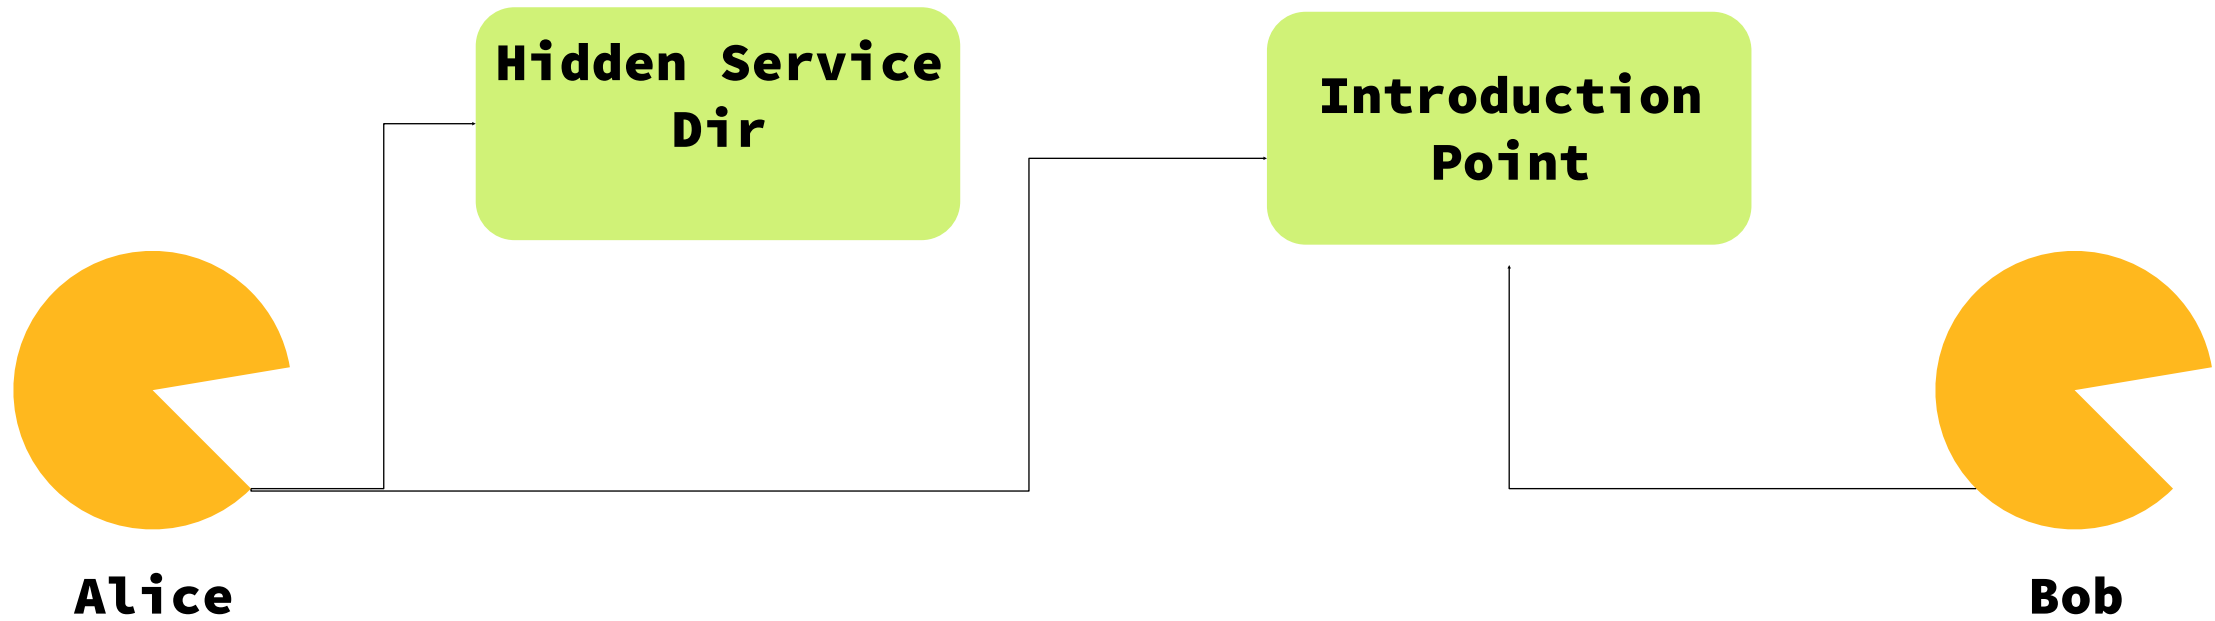 Hidden Service
Dir
Introduction
Point
Alice
Bob